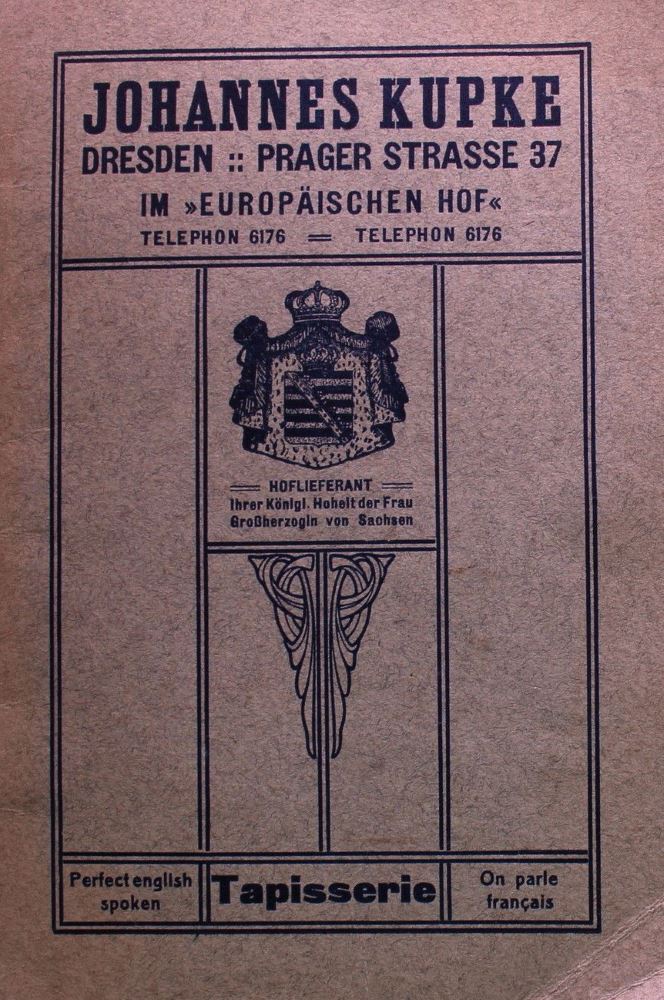 JOHANNES KUPKE
DRESDEN :: PRAGER STRASSE 37
IM »EUROPÄISCHEN HOF«
TELEPHON 6176 = TELEPHON 6176
HOFLIEFERANT
Ihrer Königl. Hoheit der Frau
Großherzogin von Sachsen
Perfect english
spoken
Tapisserie
On parle
français